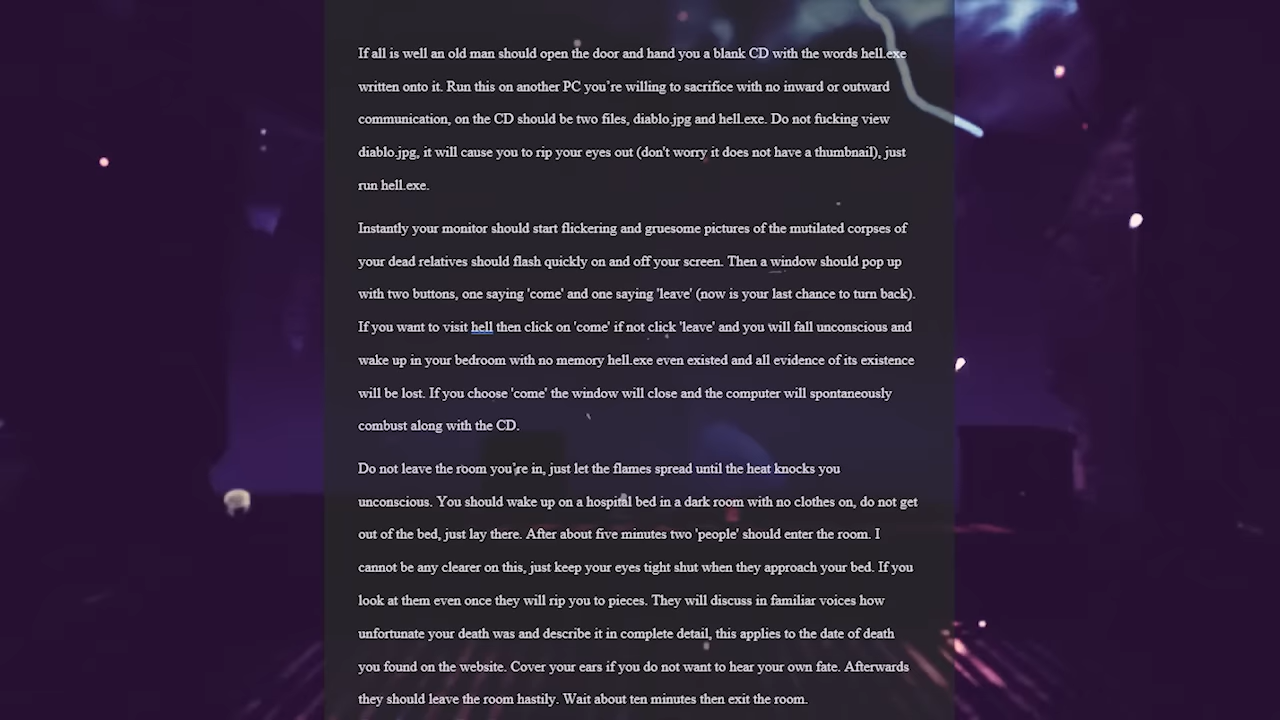 If all is well an old man should open the door and hand you a blank CD with the words hell.exe
written onto it. Run this on another PC you're willing to sacrifice with no inward or outward
communication, on the CD should be two files, diablo.jpg and hell.exe. Do not fucking view
diablo.jpg, it will cause you to rip your eyes out (don't worry it does not have a thumbnail), just
run hell.exe.
Instantly your monitor should start flickering and gruesome pictures of the mutilated corpses of
your dead relatives should flash quickly on and off your screen. Then a window should pop up
with two buttons, one saying 'come' and one saying 'leave' (now is your last chance to turn back).
If you want to visit hell then click on 'come' if not click 'leave' and you will fall unconscious and
wake up in your bedroom with no memory hell.exe even existed and all evidence of its existence
will be lost. If you choose 'come' the window will close and the computer will spontaneously
combust along with the CD.
Do not leave the room you're in, just let the flames spread until the heat knocks you
unconscious. You should wake up on a hospital bed in a dark room with no clothes on, do not get
out of the bed, just lay there. After about five minutes two 'people' should enter the room. I
cannot be any clearer on this, just keep your eyes tight shut when they approach your bed. If you
look at them even once they will rip you to pieces. They will discuss in familiar voices how
unfortunate your death was and describe it in complete detail, this applies to the date of death
you found on the website. Cover your ears if you do not want to hear your own fate. Afterwards
they should leave the room hastily. Wait about ten minutes then exit the room.